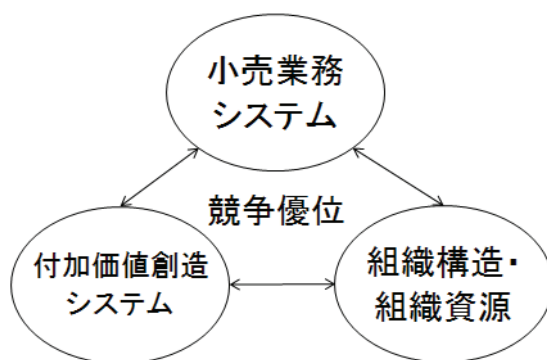 小売業務
システム
競争優位
付加価値創造
システム
組織構造・
組織資源